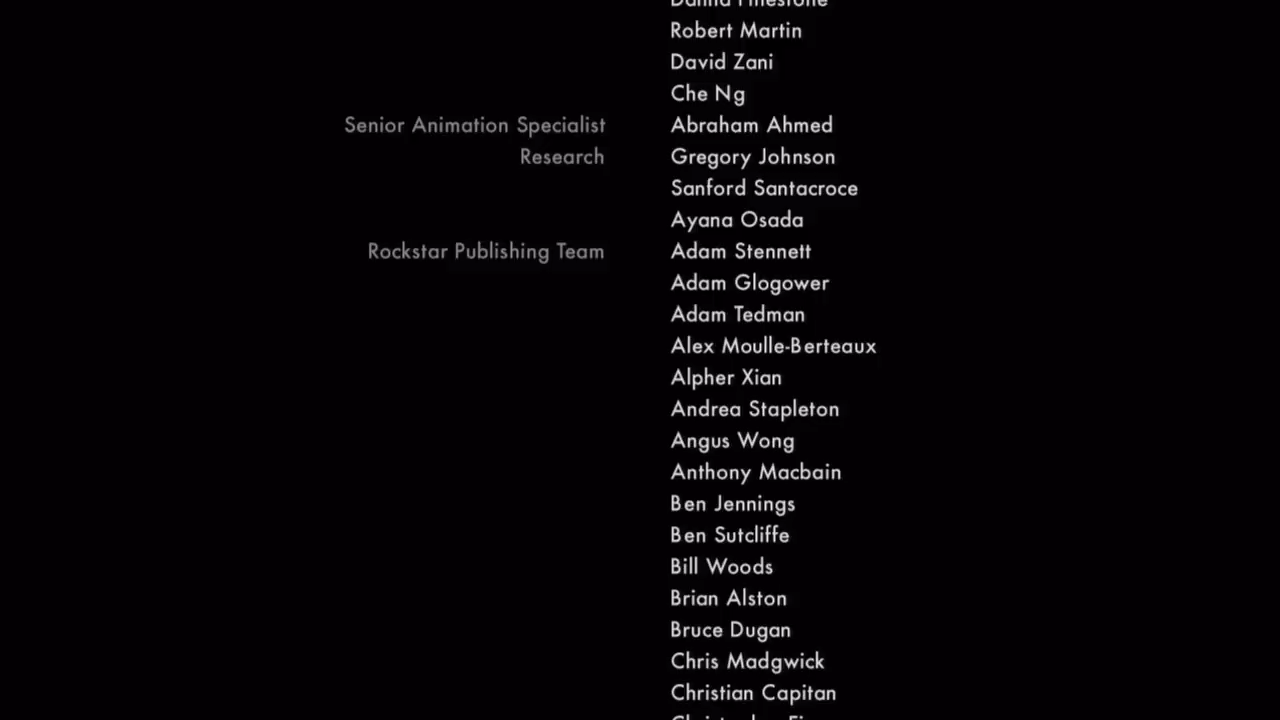 Robert Martin
David Zani
Che Ng
Senior Animation Specialist Abraham Ahmed
Research Gregory Johnson
Sanford Santacroce
Ayana Osada
Rockstar Publishing Team Adam Stennett
Adam Glogower
Adam Tedman
Alex Moulle-Berteaux
Alpher Xian
Andrea Stapleton
Angus Wong
Anthony Macbain
Ben Jennings
Ben Sutcliffe
Bill Woods
Brian Alston
Bruce Dugan
Chris Madgwick
Christian Capitan